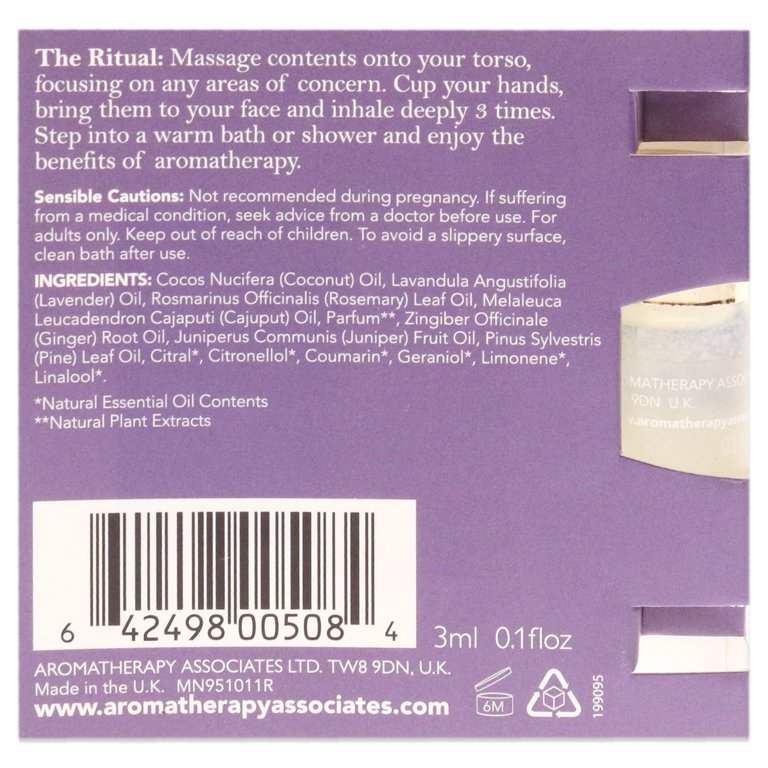 The Ritual: Massage contents onto your torso,
focusing on any areas of concern. Cup your hands,
bring them to your face and inhale deeply 3 times.
Step into a warm bath or shower and enjoy the
benefits of aromatherapy.
Sensible Cautions: Not recommended during pregnancy. If suffering
from a medical condition, seek advice from a doctor before use. For
adults only. Keep out of reach of children. To avoid a slippery surface,
clean bath after use.
INGREDIENTS: Cocos Nucifera (Coconut) Oil, Lavandula Angustifolia
(Lavender) Oil, Rosmarinus Officinalis (Rosemary) Leaf Oil, Melaleuca
Leucadendron Cajaputi (Cajuput) Oil, Parfum**, Zingiber Officinale
(Ginger) Root Oil, Juniperus Communis (Juniper) Fruit Oil, Pinus Sylvestris
(Pine) Leaf Oil, Citral*, Citronellol*, Coumarin*, Geraniol*, Limonene*,
Linalool*.
*Natural Essential Oil Contents
**Natural Plant Extracts
OMATHERAPY ASSO
9DN U.K.
.aromatherapy
6 42498 00508 4
3ml 0.1floz
AROMATHERAPY ASSOCIATES LTD. TW8 9DN, U.K.
Made in the U.K. MN951011R
www.aromatherapyassociates.com
6M
199095